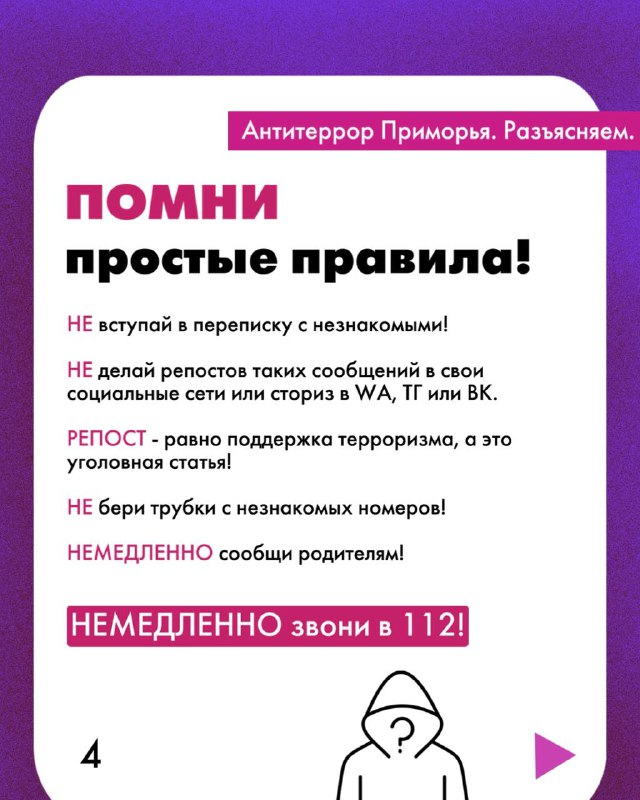 Антитеррор Приморья. Разъясняем.
ПОМНИ
простые правила!
НЕ вступай в переписку с незнакомыми!
НЕ делай репостов таких сообщений в свои
социальные сети или сториз в WA, ТГ или ВК.
РЕПОСТ - равно поддержка терроризма, а это
уголовная статья!
НЕ бери трубки с незнакомых номеров!
НЕМЕДЛЕННО сообщи родителям!
НЕМЕДЛЕННО звони в 112!
?
4